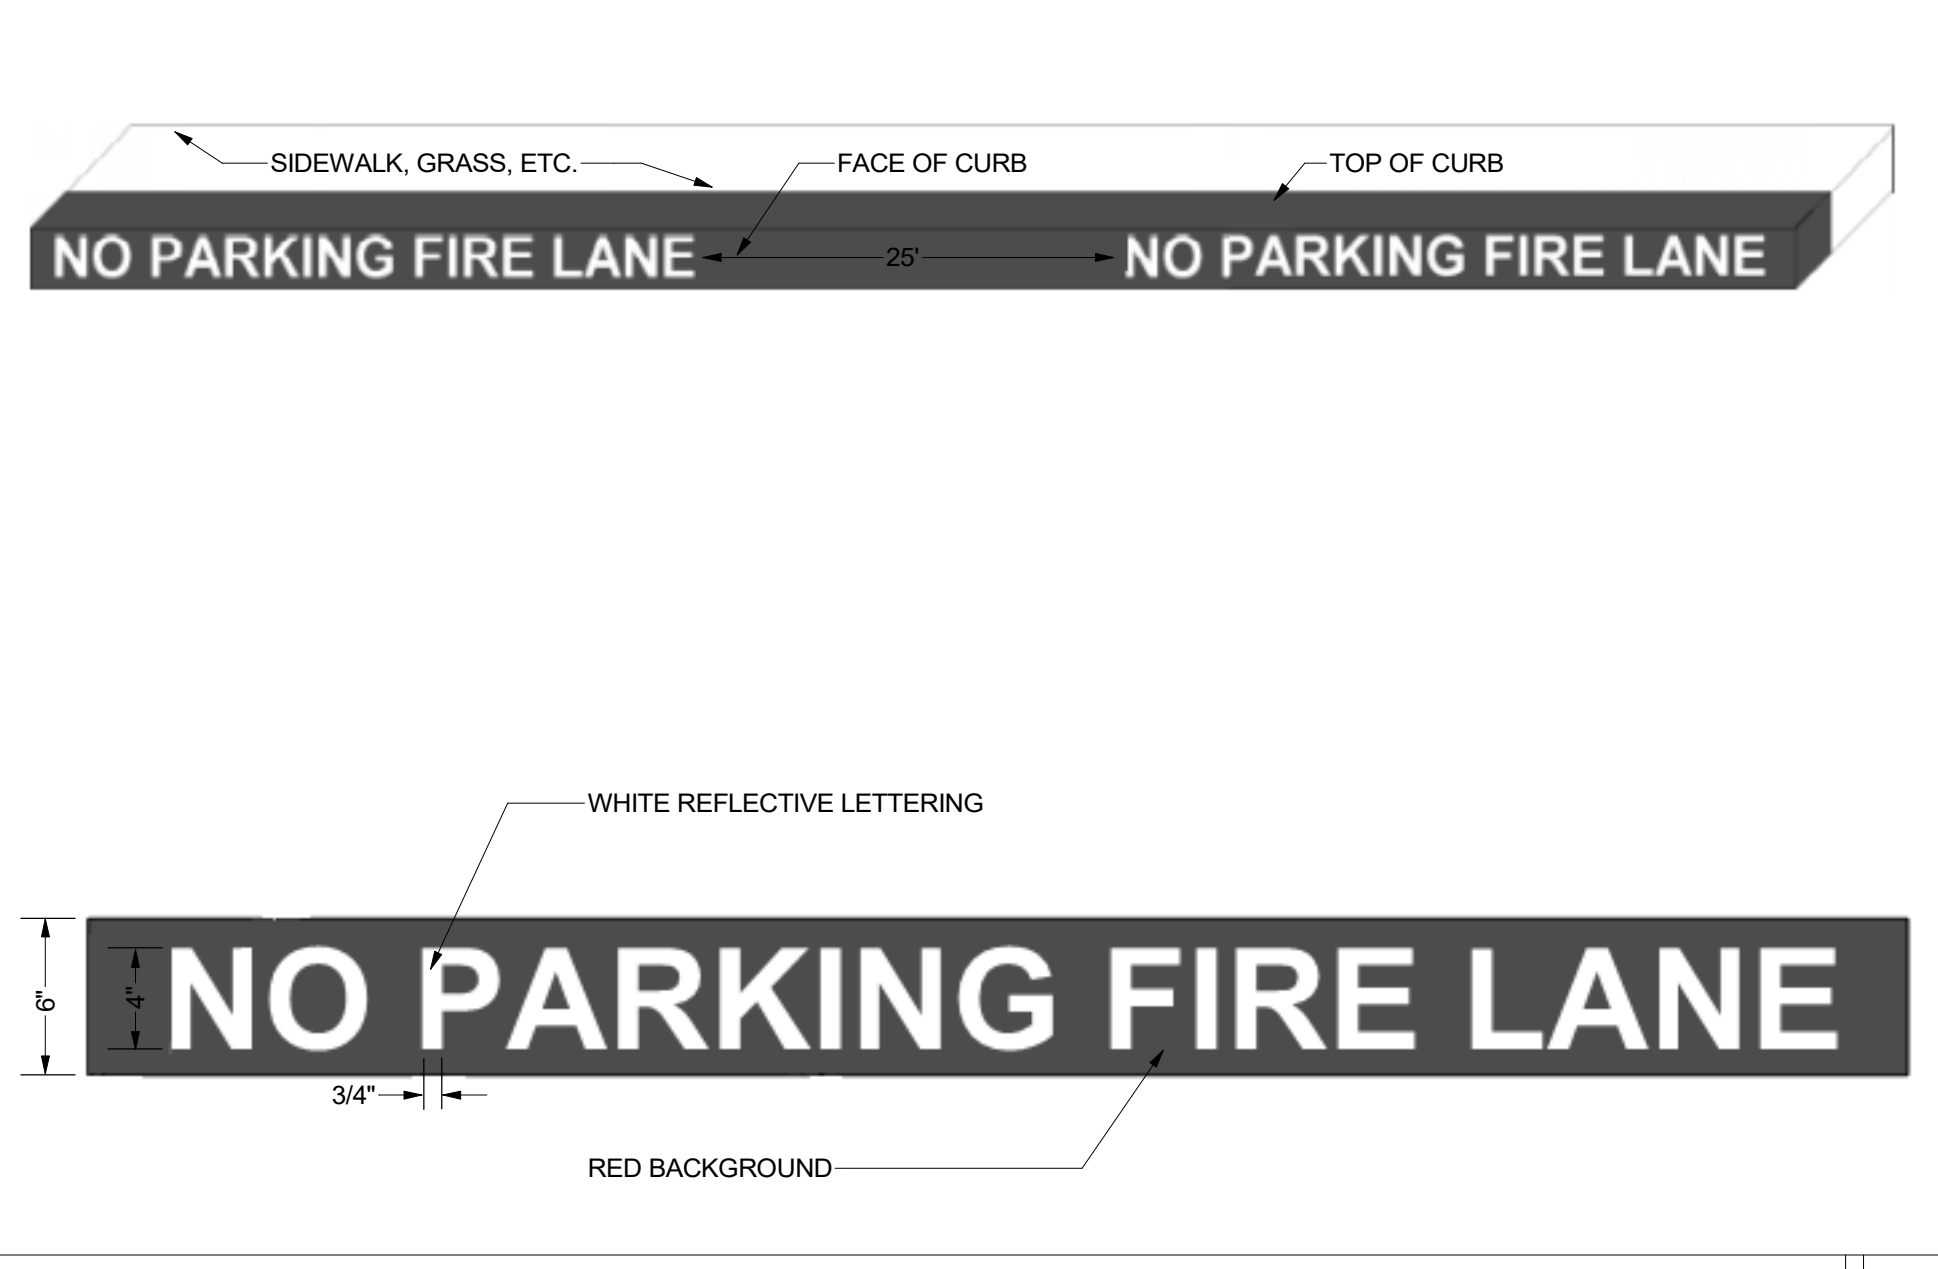 SIDEWALK, GRASS, ETC.
FACE OF CURB
TOP OF CURB
NO PARKING FIRE LANE
25'
NO PARKING FIRE LANE
WHITE REFLECTIVE LETTERING
6"
4"
NO PARKING FIRE LANE
3/4"
RED BACKGROUND